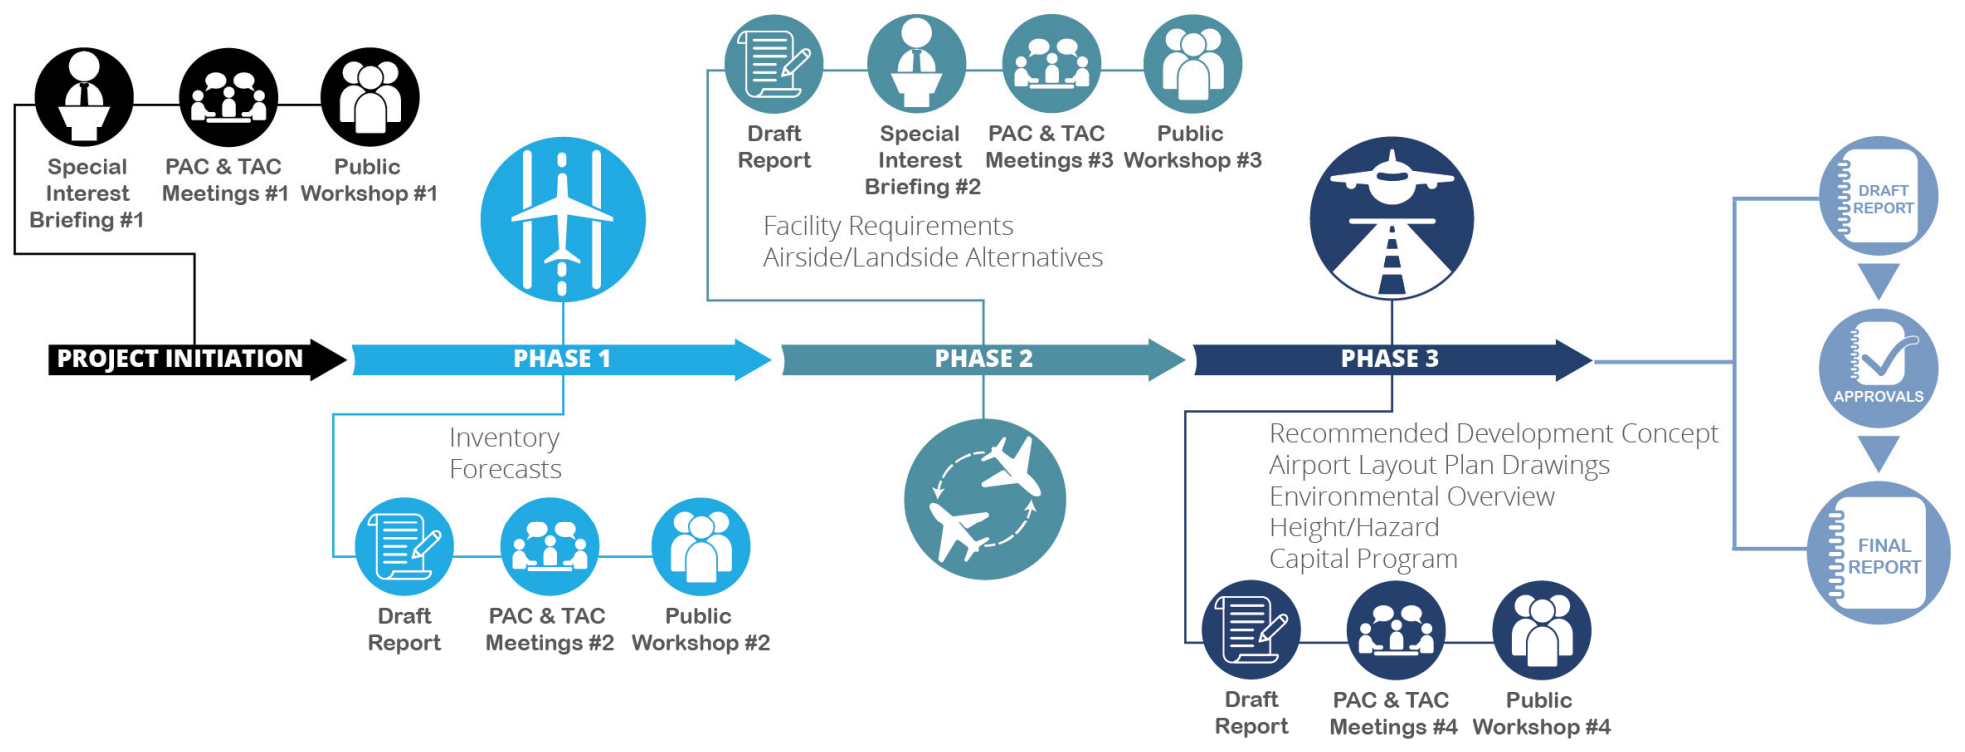 Special
Interest
Briefing #1
PAC & TAC
Meetings #1
Public
Workshop #1
PROJECT INITIATION
PHASE 1
Inventory
Forecasts
Draft
Report
PAC & TAC
Meetings #2
Public
Workshop #2
Draft
Report
Special
Interest
Briefing #2
PAC & TAC
Meetings #3
Public
Workshop #3
Facility Requirements
Airside/Landside Alternatives
PHASE 2
PHASE 3
Recommended Development Concept
Airport Layout Plan Drawings
Environmental Overview
Height/Hazard
Capital Program
Draft
Report
PAC & TAC
Meetings #4
Public
Workshop #4
DRAFT
REPORT
APPROVALS
FINAL
REPORT